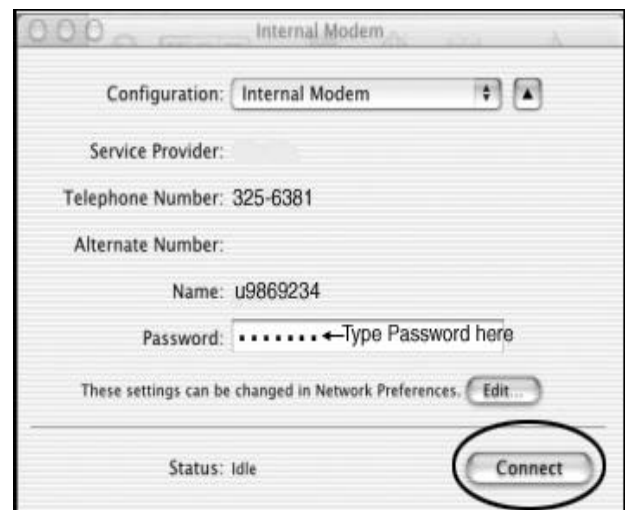 Internal Modem
Configuration: Internal Modem
Service Provider:
Telephone Number: 325-6381
Alternate Number:
Name: u9869234
Password: ••••••• ←Type Password here
These settings can be changed in Network Preferences. Edit...
Status: Idle Connect